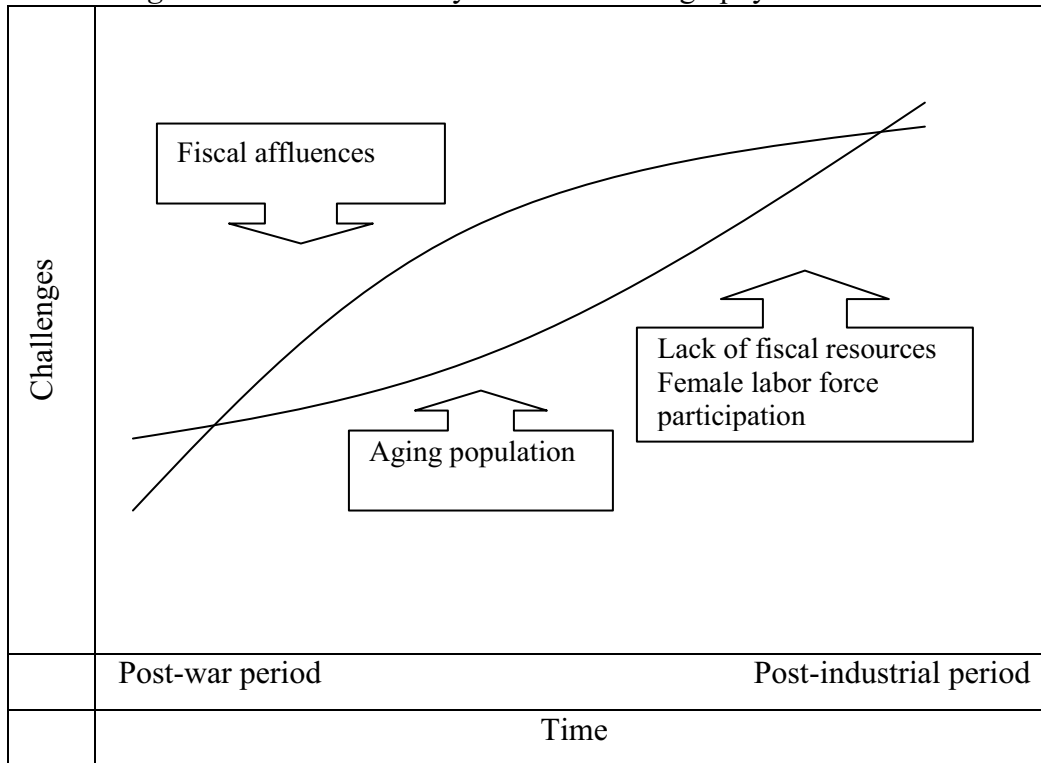 Fiscal affluences
Challenges
Lack of fiscal resources
Female labor force
participation
Aging population
Post-war period
Post-industrial period
Time